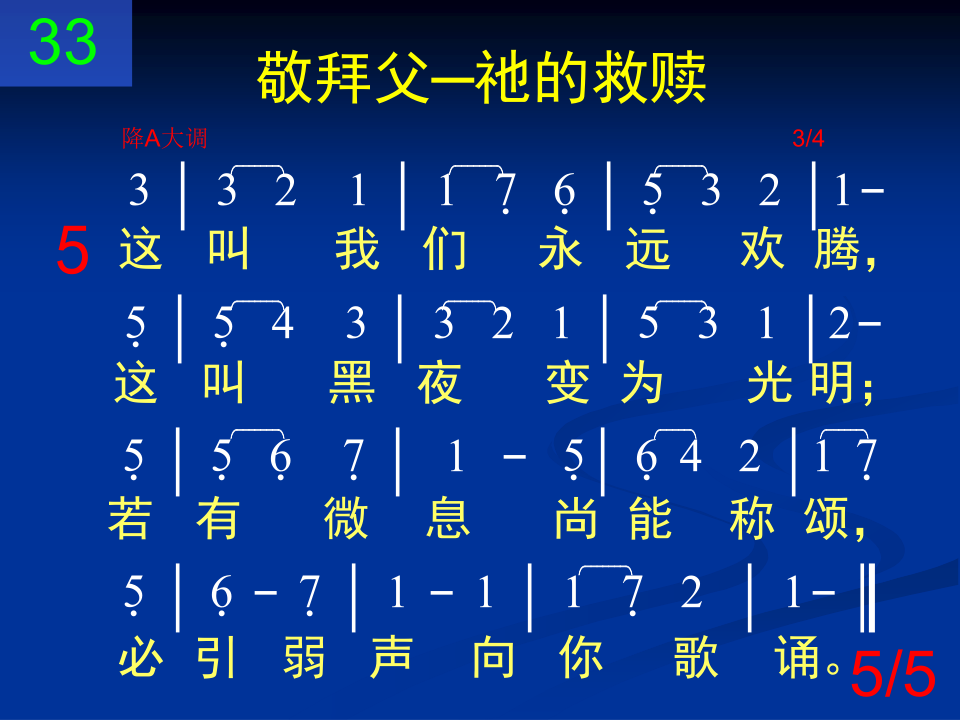 33
敬拜父—祂的救赎
降A大调 3/4
3 | 3 2 1 | 1 7̣ 6̣ | 5̣ 3 2 | 1 -
5 这 叫 我 们 永 远 欢 腾,
5̣ | 5̣ 4 3 | 3 2 1 | 5 3 1 | 2 -
这 叫 黑 夜 变 为 光 明;
5̣ | 5̣ 6̣ 7̣ | 1 - 5̣ | 6̣ 4 2 | 1 7̣
若 有 微 息 尚 能 称 颂,
5̣ | 6̣ - 7̣ | 1 - 1 | 1 7̣ 2 | 1 - ‖
必 引 弱 声 向 你 歌 诵。
5/5